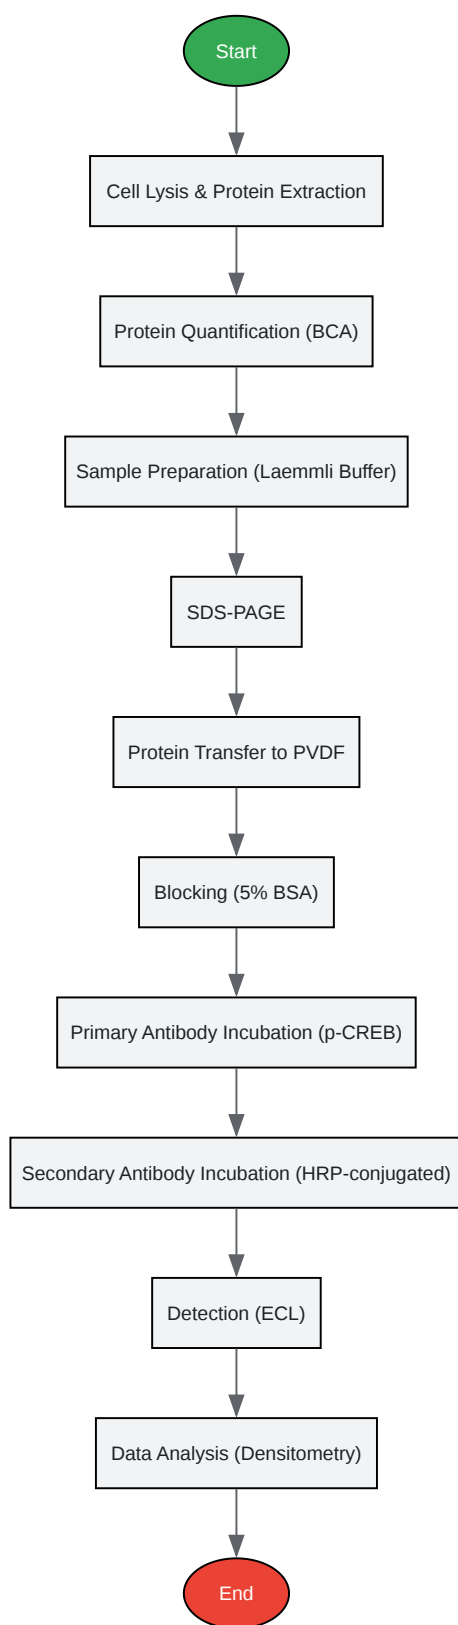 Start
Cell Lysis & Protein Extraction
Protein Quantification (BCA)
Sample Preparation (Laemmli Buffer)
SDS-PAGE
Protein Transfer to PVDF
Blocking (5% BSA)
Primary Antibody Incubation (p-CREB)
Secondary Antibody Incubation (HRP-conjugated)
Detection (ECL)
Data Analysis (Densitometry)
End